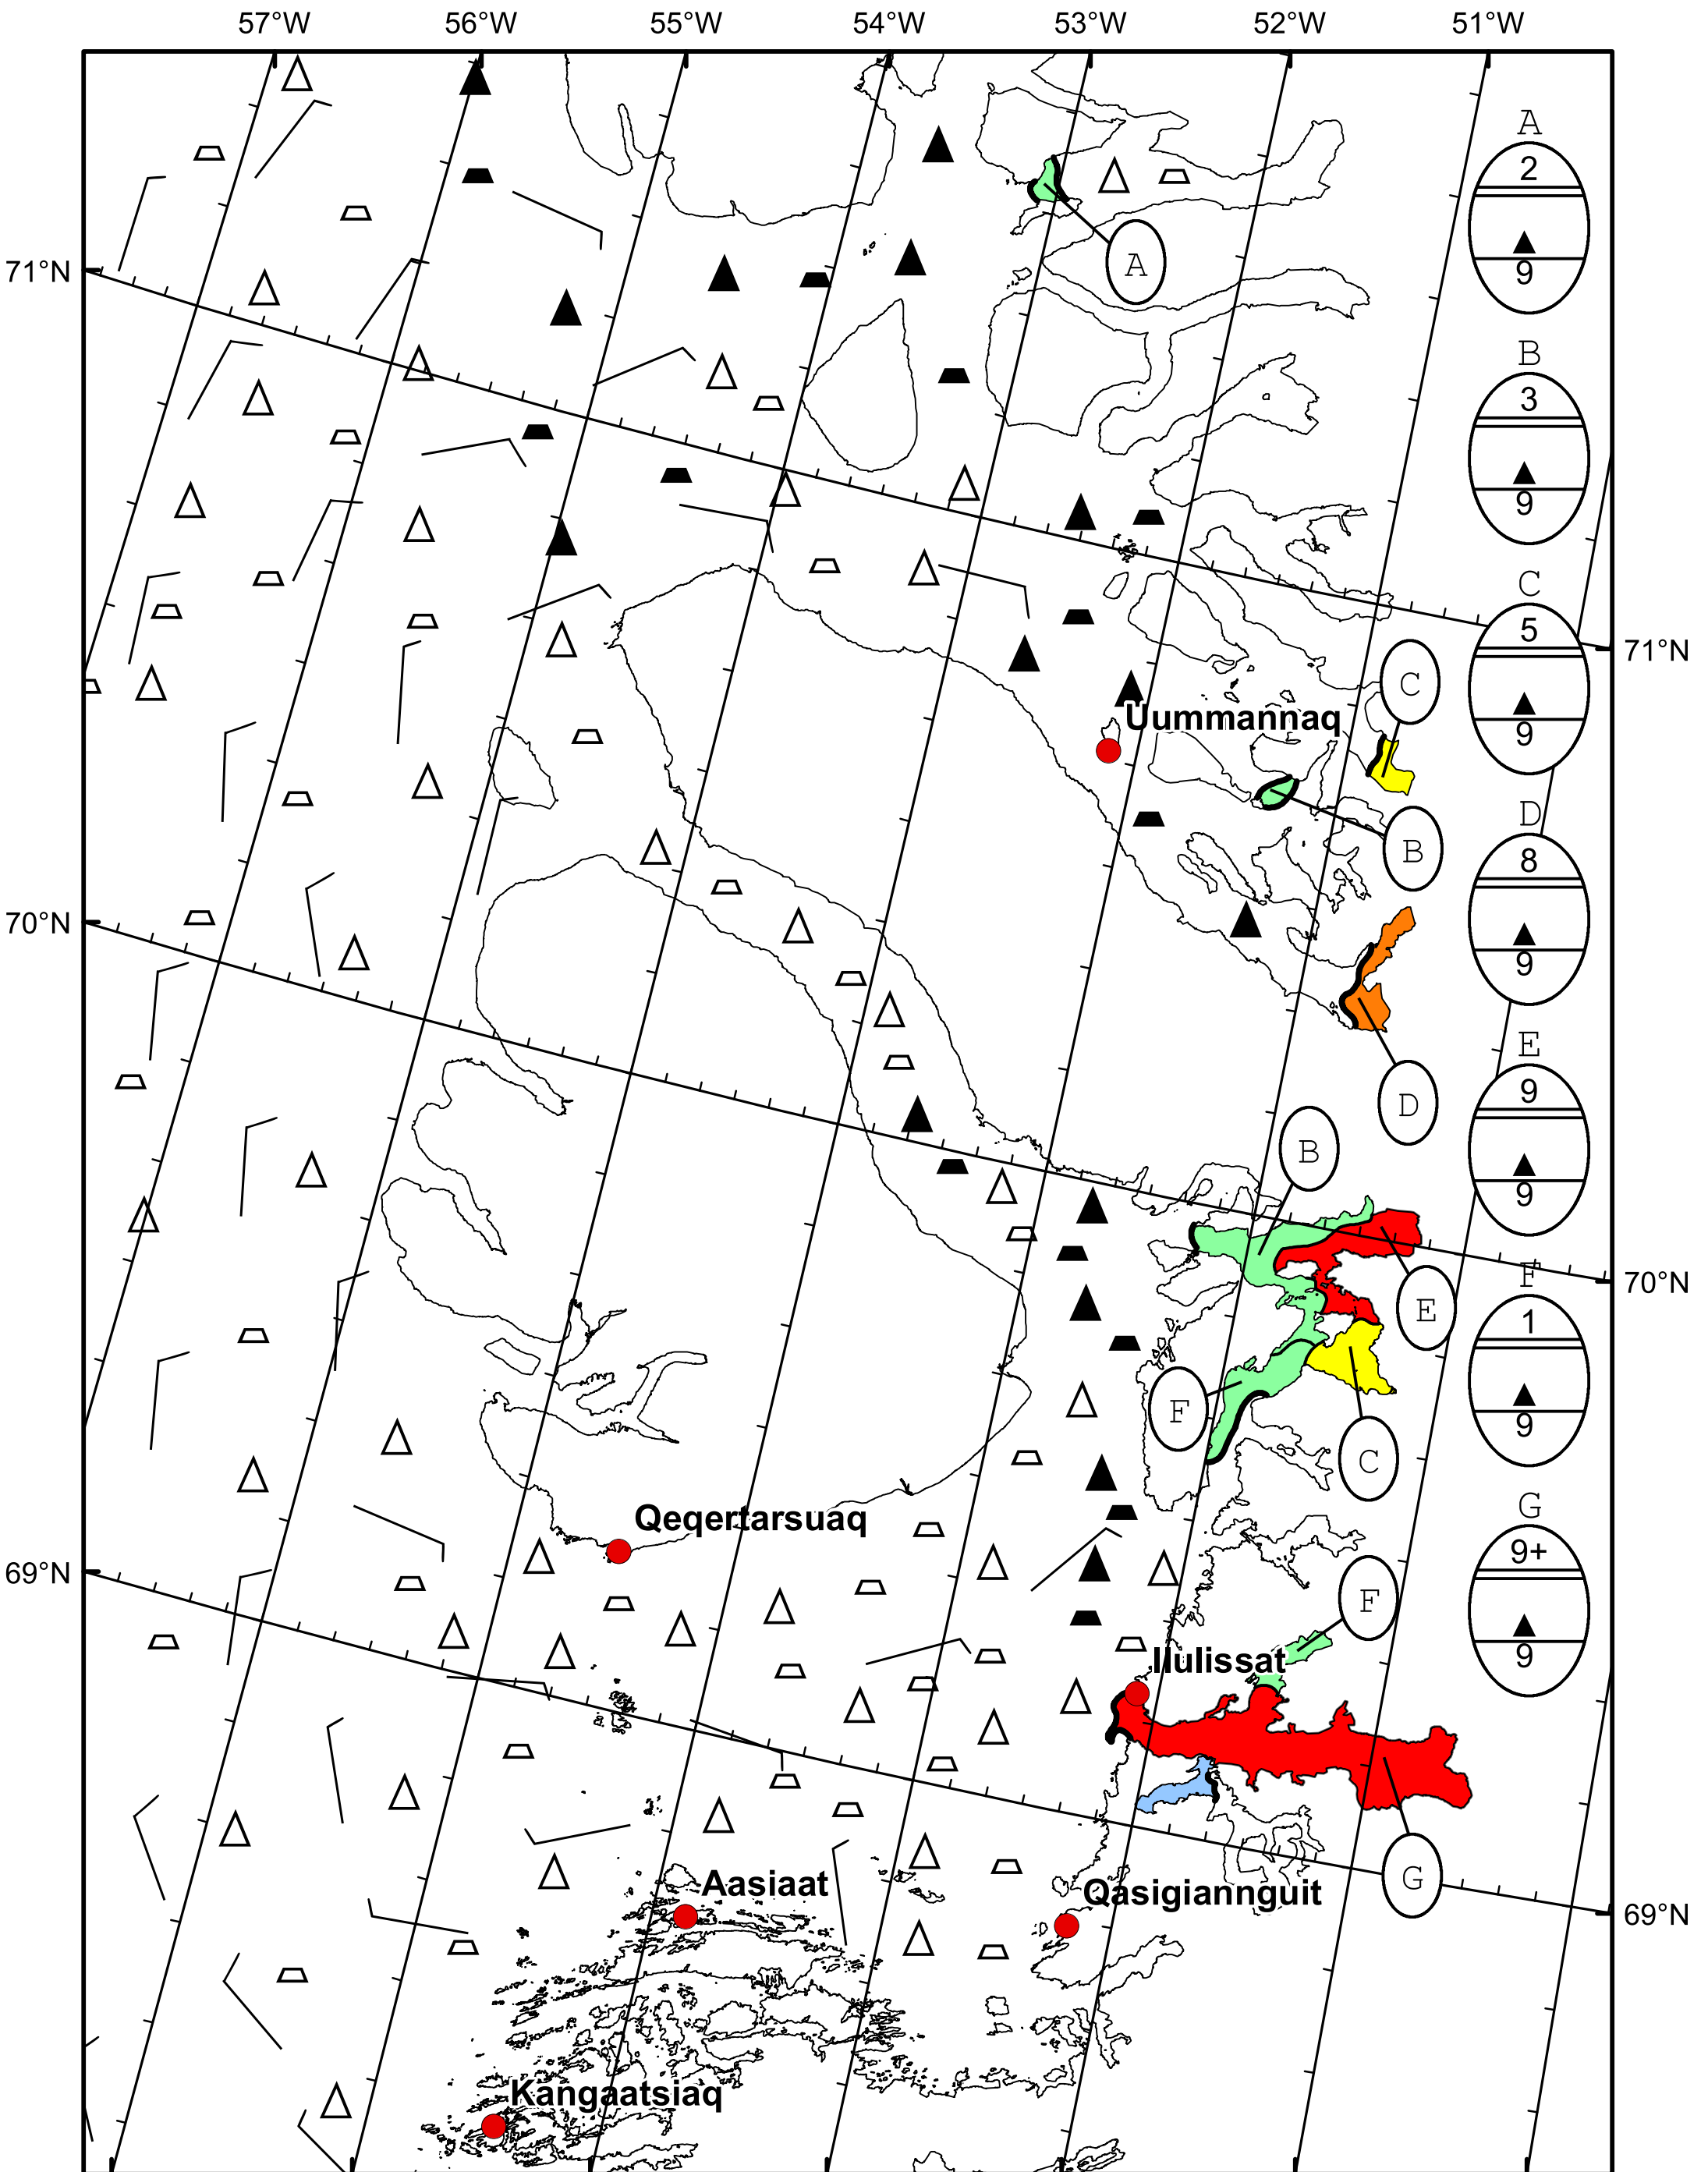 57°W 56°W 55°W 54°W 53°W 52°W 51°W
A
2
9
A
71°N
B
3
9
C
5
9
71°N
C
Uummannaq
B
D
8
9
70°N
D
E
9
9
B
70°N
E
F
1
9
F
C
G
9+
9
Qeqertarsuaq
69°N
F
Ilulissat
G
69°N
Aasiaat
Qasigiannguit
Kangaatsiaq